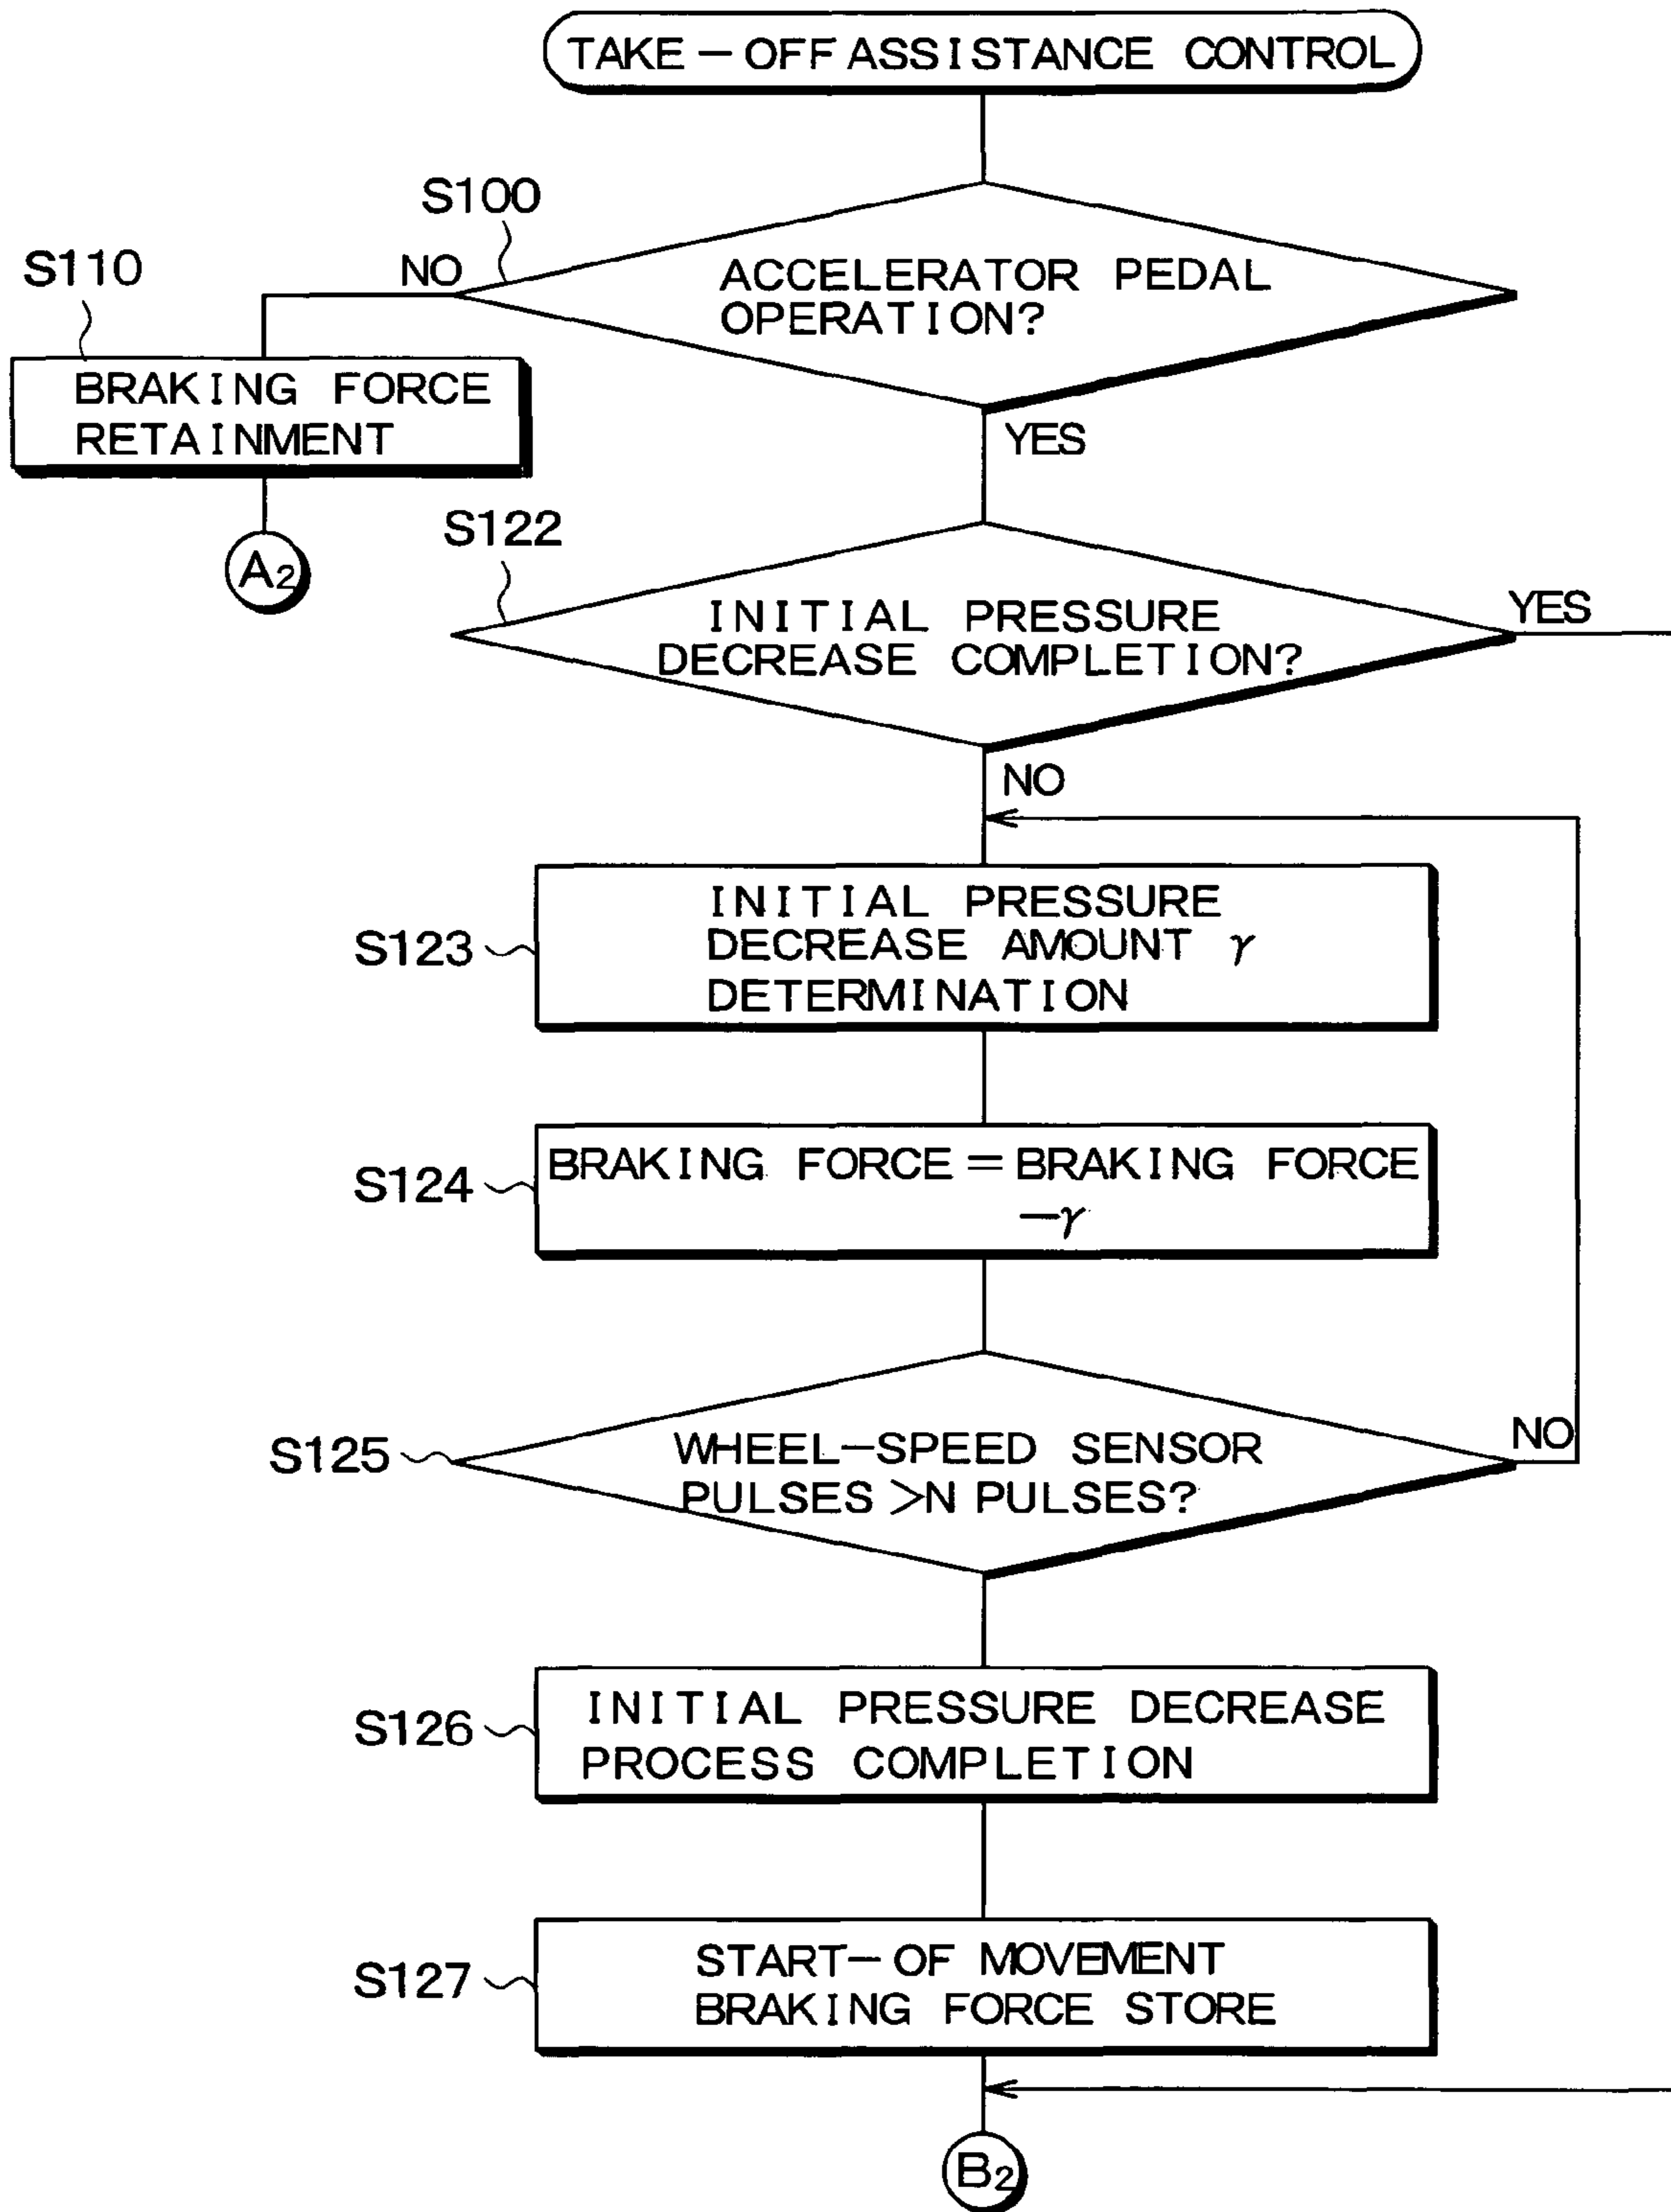 TAKE-OFF ASSISTANCE CONTROL
S100
NO
ACCELERATOR PEDAL
OPERATION?
S110
BRAKING FORCE
RETAINMENT
A2
YES
S122
INITIAL PRESSURE
DECREASE COMPLETION?
YES
NO
S123
INITIAL PRESSURE
DECREASE AMOUNT γ
DETERMINATION
S124
BRAKING FORCE = BRAKING FORCE
-γ
S125
WHEEL-SPEED SENSOR
PULSES >N PULSES?
NO
S126
INITIAL PRESSURE DECREASE
PROCESS COMPLETION
S127
START-OF MOVEMENT
BRAKING FORCE STORE
B2